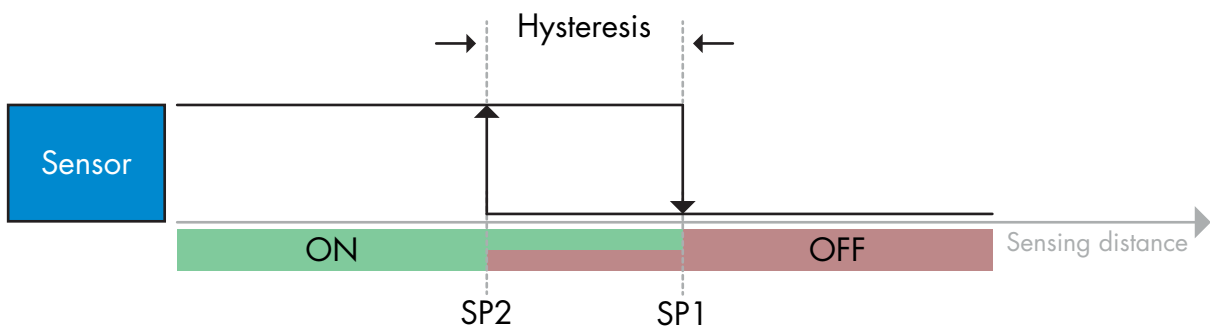 Hysteresis
Sensor
ON
OFF
Sensing distance
SP2
SP1